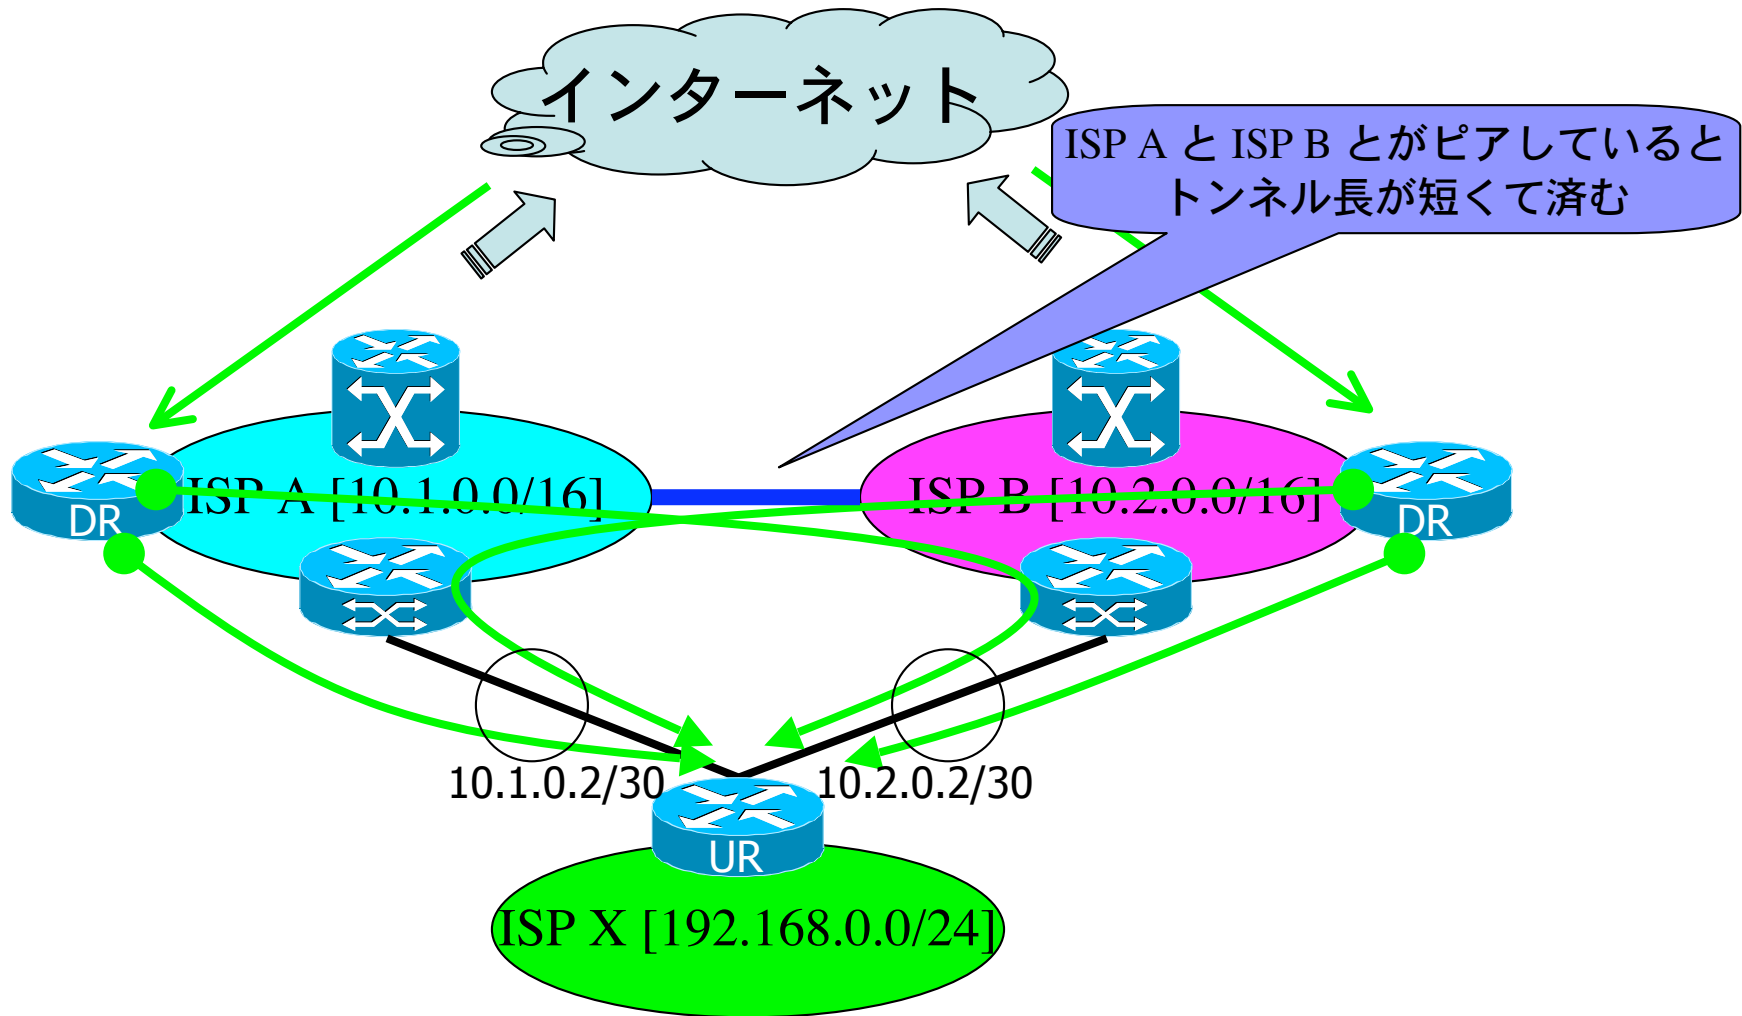 インターネット
ISP A と ISP B とがピアしていると
トンネル長が短くて済む
ISP A [10.1.0.0/16]
ISP B [10.2.0.0/16]
DR
DR
10.1.0.2/30
10.2.0.2/30
UR
ISP X [192.168.0.0/24]